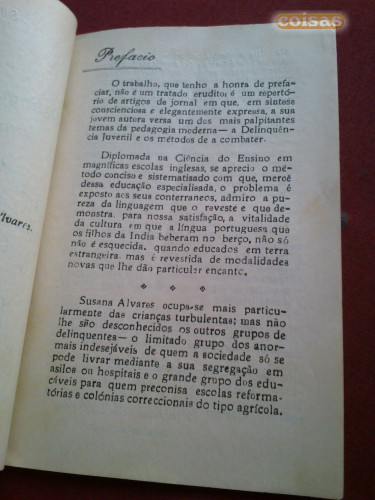 coisas
Prefacio
O trabalho, que tenho a honra de prefa-
ciar, não é um tratado erudito; é um repertó-
rio de artigos de jornal em que, em síntese
conscienciosa e elegantemente expressa, a sua
jovem autora versa um dos mais palpitantes
temas da pedagogia moderna— a Delinquên-
cia Juvenil e os métodos de a combater.
Diplomada na Ciência do Ensino em
magníficas escolas inglesas, se aprecio o mé-
todo conciso e sistematisado com que, mercê
dessa educação especialisada, o problema é
exposto aos seus conterraneos, admiro a pu-
reza da linguagem que o reveste e que de-
monstra, para nossa satisfação, a vitalidade
da cultura em que a língua portuguesa que
os filhos da India beberam no berço, não só
não é esquecida, quando educados em terra
estrangeira, mas é revestida de modalidades
novas que lhe dão particular encanto.
Susana Alvares ocupa-se mais particu-
larmente das crianças turbulentas; mas não
lhe são desconhecidos os outros grupos de
delinquentes— o limitado grupo dos anor-
mais indesejáveis de quem a sociedade só se
pode livrar mediante a sua segregação em
asilos ou hospitais e o grande grupo dos edu-
cáveis para quem preconisa escolas reforma-
tórias e colónias correccionais do tipo agrícola.
lvares.